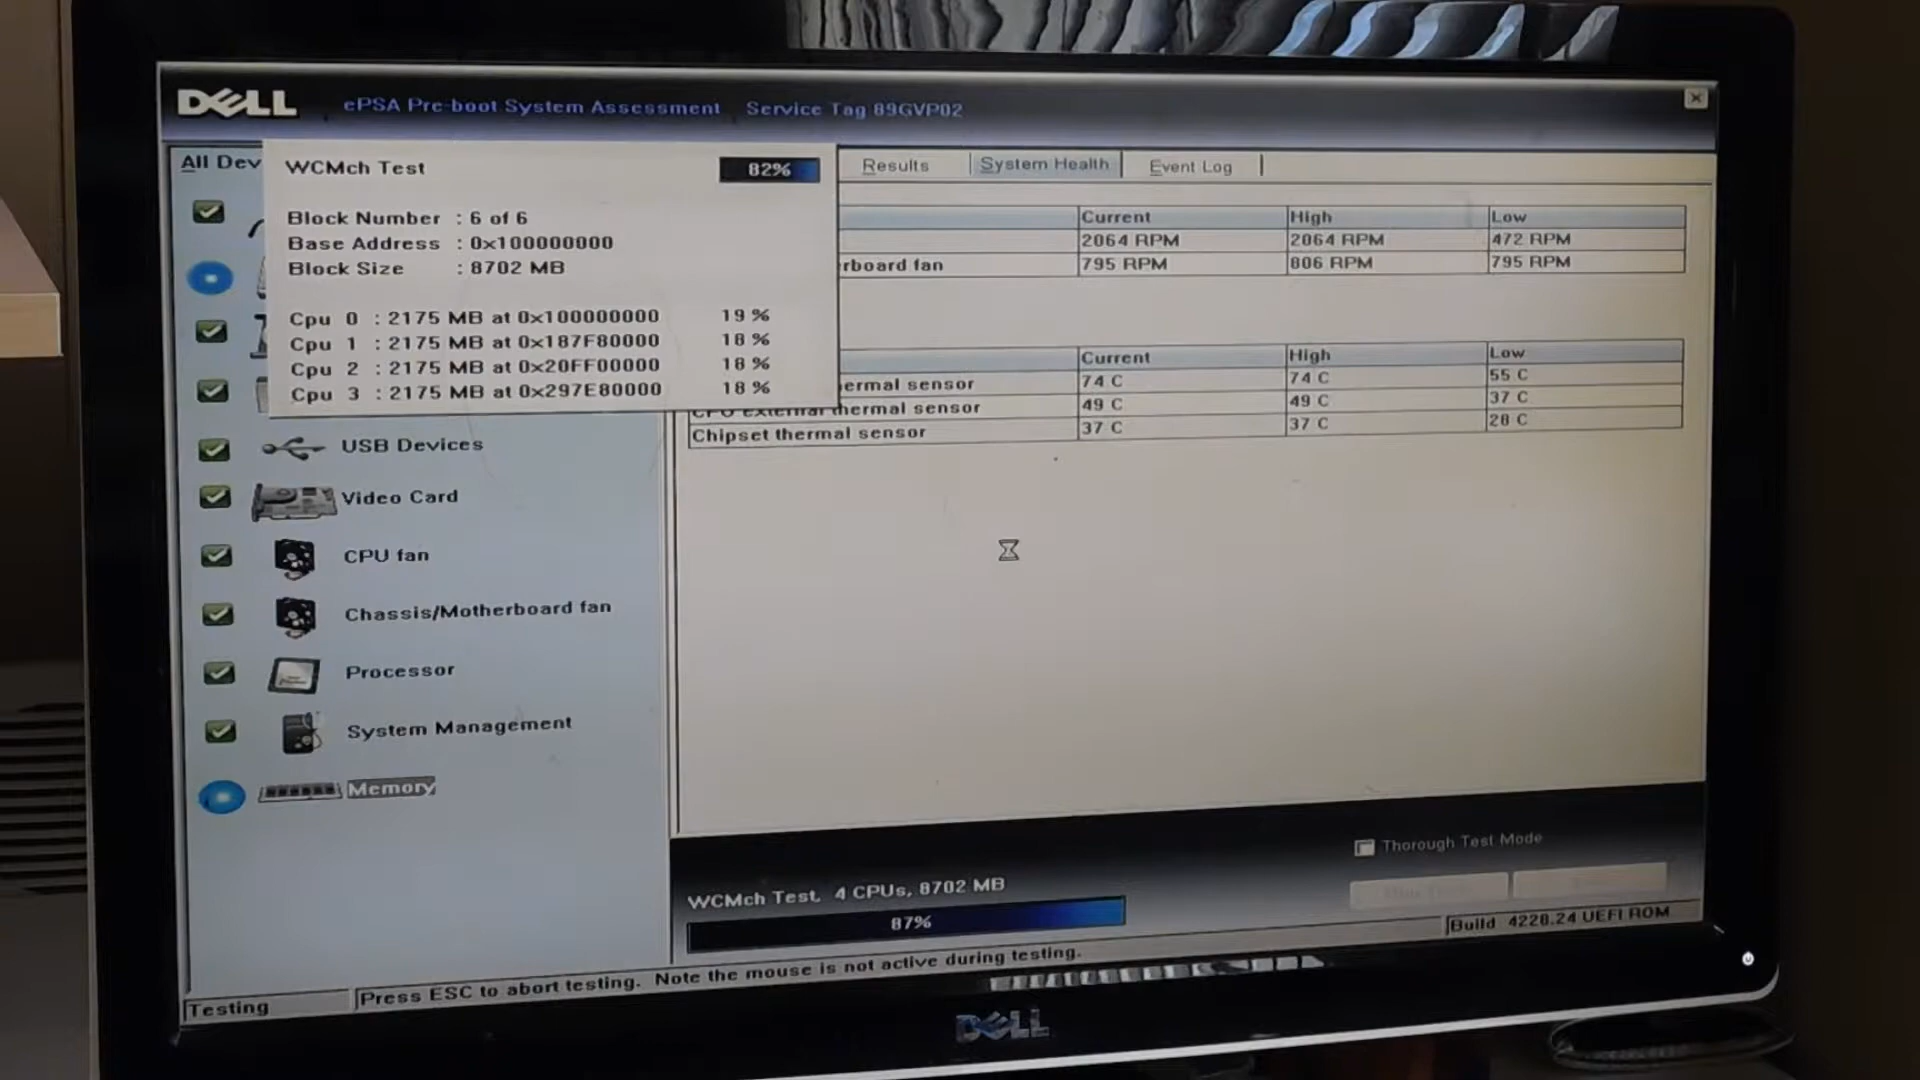 DELL ePSA Pre-boot System Assessment Service Tag 89GVP02
All Dev
WCMch Test 82%
Block Number : 6 of 6
Base Address : 0x100000000
Block Size : 8702 MB
Cpu 0 : 2175 MB at 0x100000000 19 %
Cpu 1 : 2175 MB at 0x187F80000 18 %
Cpu 2 : 2175 MB at 0x20FF00000 18 %
Cpu 3 : 2175 MB at 0x297E80000 18 %
Results System Health Event Log
Current High Low
2064 RPM 2064 RPM 472 RPM
rboard fan 795 RPM 806 RPM 795 RPM
Current High Low
ermal sensor 74 C 74 C 55 C
CPU external thermal sensor 49 C 49 C 37 C
Chipset thermal sensor 37 C 37 C 28 C
USB Devices
Video Card
CPU fan
Chassis/Motherboard fan
Processor
System Management
Memory
Thorough Test Mode
WCMch Test, 4 CPUs, 8702 MB
87%
Build 4228.24 UEFI ROM
Testing Press ESC to abort testing. Note the mouse is not active during testing.
DELL